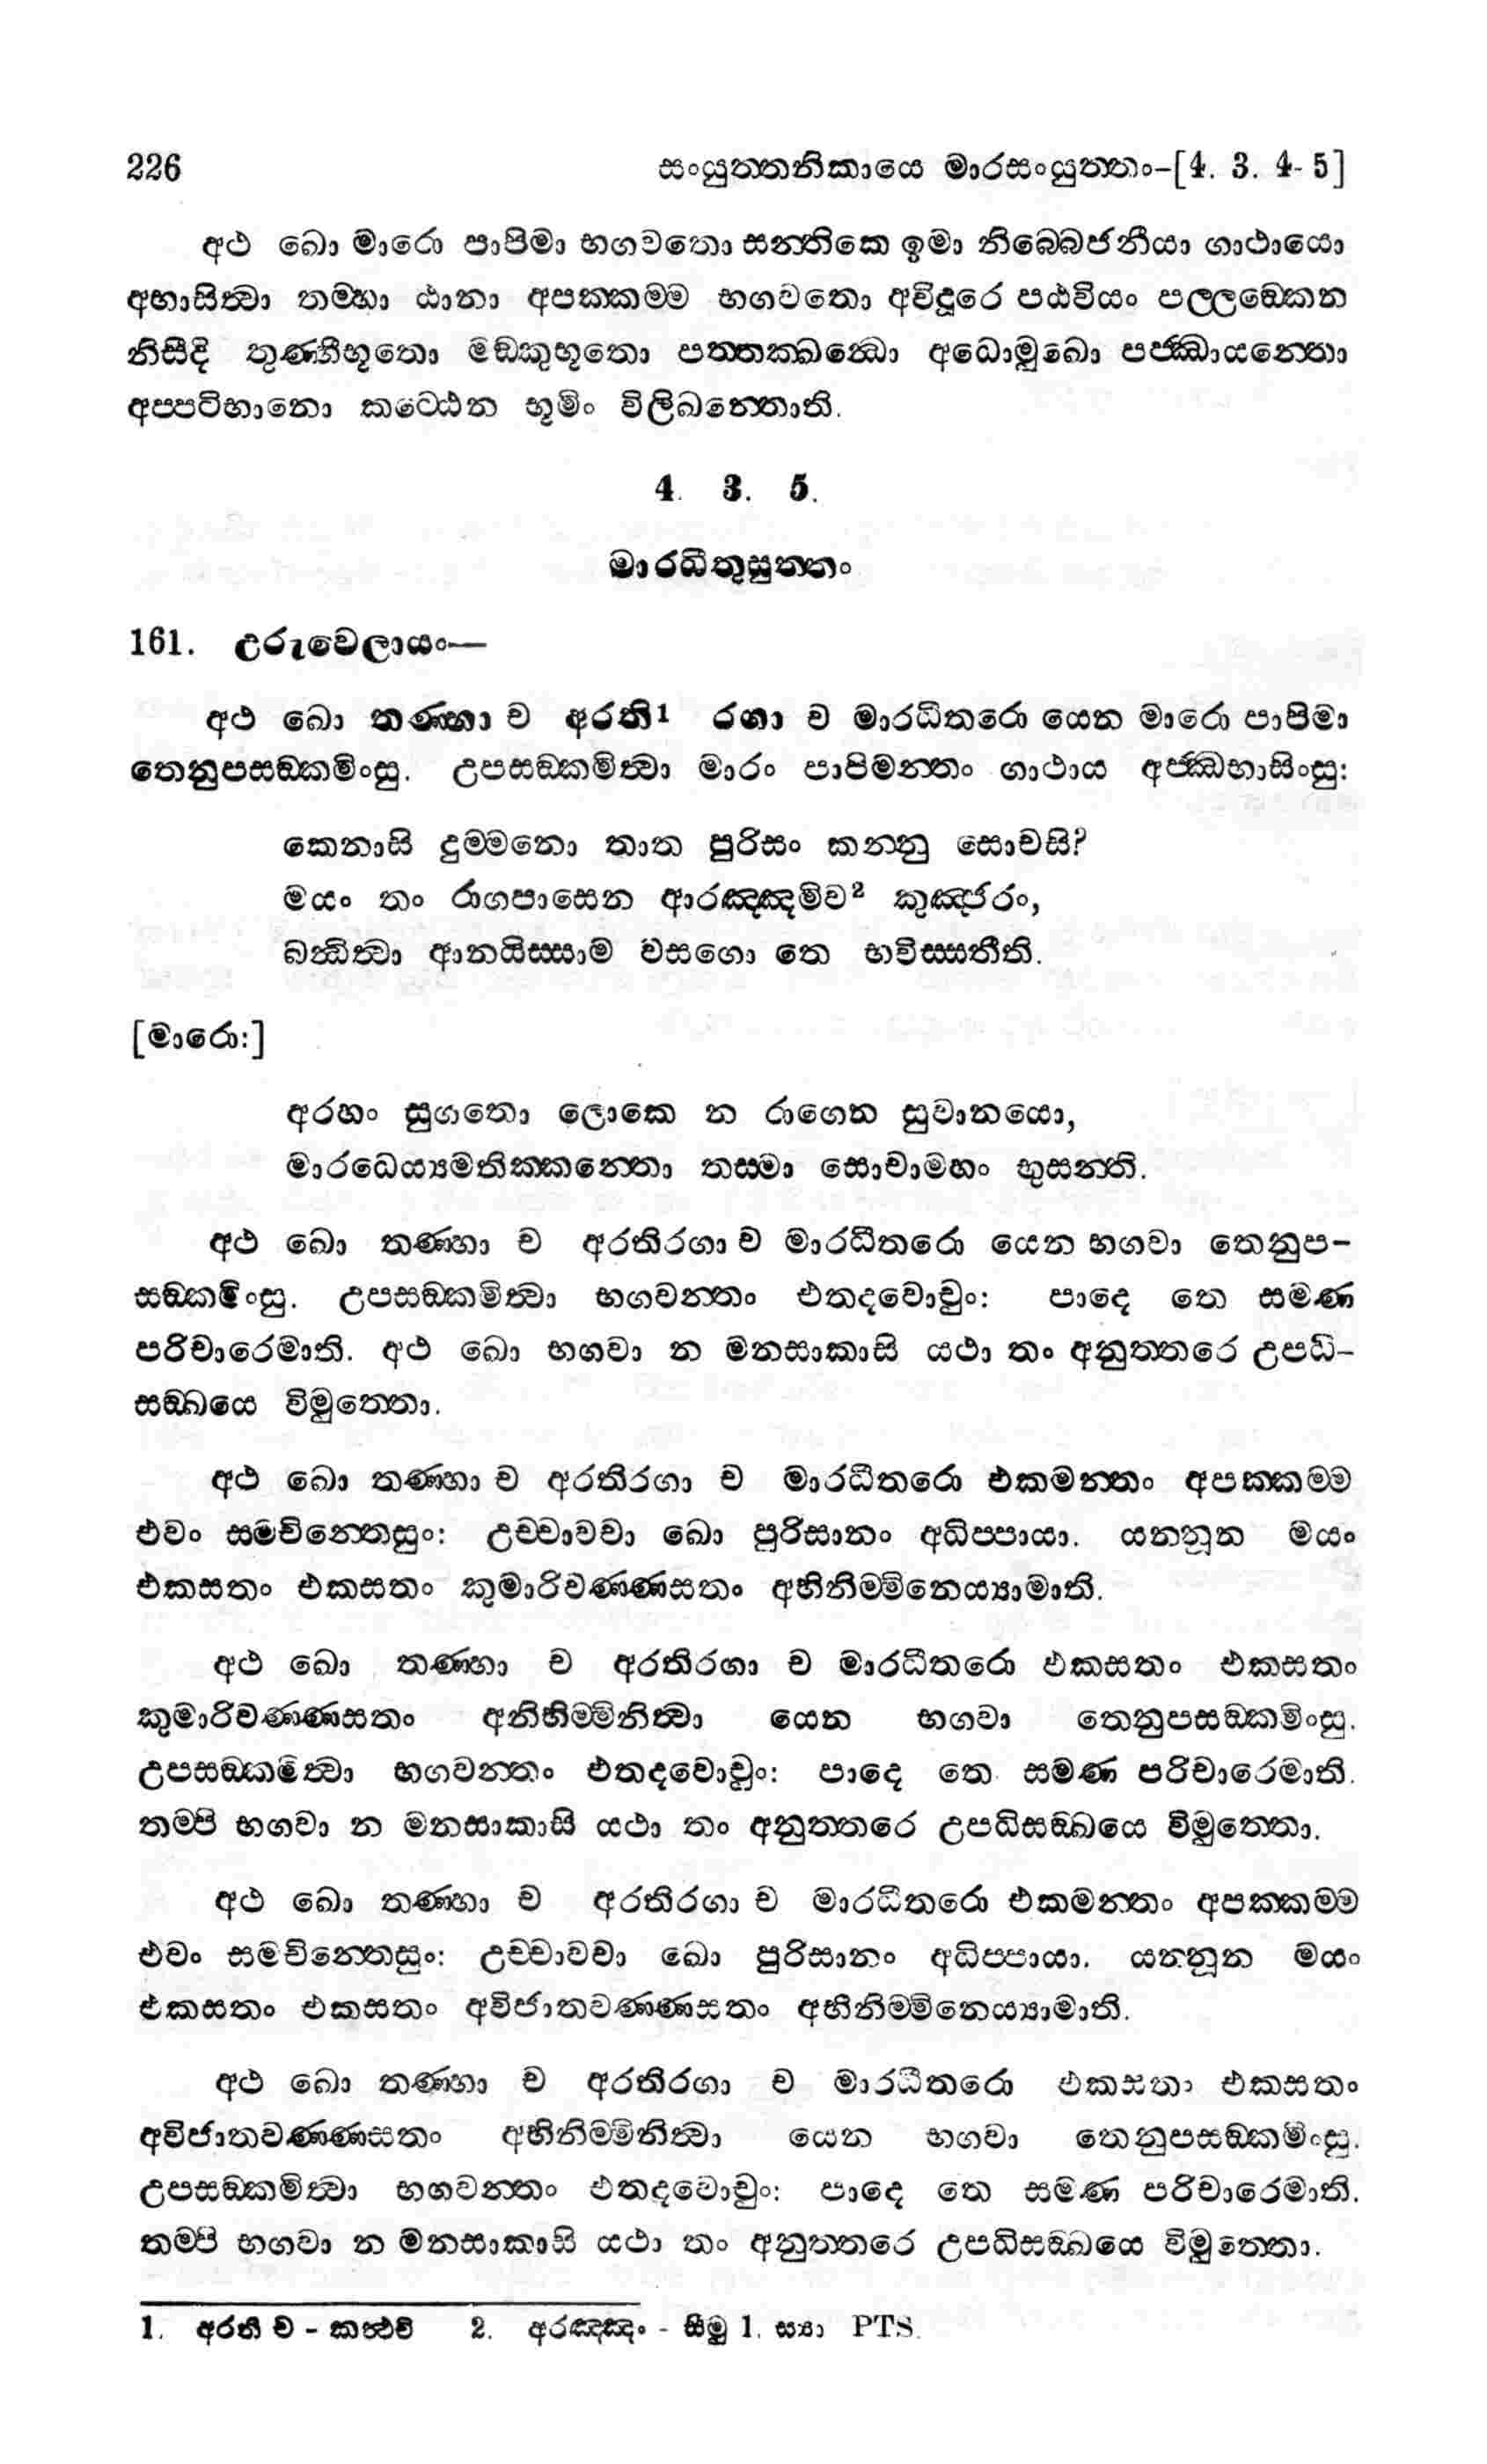 226 සංයුත්තනිකායෙ මාරසංයුත්තං–[4. 3. 4- 5]
අථ ඛො මාරො පාපිමා භගවතො සන්තිකෙ ඉමා නිබ්බෙජනීයා ගාථායො
අභාසිත්වා තම්හා ඨානා අපක්කම්ම භගවතො අවිදූරෙ පඨවියං පල්ලඞ්කෙන
නිසීදි තුණ්හීභූතො මඞ්කුභූතො පත්තක්ඛන්ධො අධොමුඛො පජ්ඣායන්තො
අප්පටිභානො කට්ඨෙන භූමිං විලිඛන්තොති.
4. 3. 5.
මාරධීතුසුත්තං
161. උරුවෙලායං—
අථ ඛො තණ්හා ච අරති1 රගා ච මාරධීතරො යෙන මාරො පාපිමා
තෙනුපසඞ්කමිංසු. උපසඞ්කමිත්වා මාරං පාපිමන්තං ගාථාය අජ්ඣභාසිංසු:
කෙනාසි දුම්මනො තාත පුරිසං කන්නු සොචසි?
මයං තං රාගපාසෙන ආරඤ්ඤමිව2 කුඤ්ජරං,
බන්ධිත්වා ආනයිස්සාම වසගො තෙ භවිස්සතීති.
[මාරො:]
අරහං සුගතො ලොකෙ න රාගෙන සුවානයො,
මාරධෙය්‍යමතික්කන්තො තස්මා සොචාමහං භුසන්ති.
අථ ඛො තණ්හා ච අරතිරගා ච මාරධීතරො යෙන භගවා තෙනුප–
සඞ්කමිංසු. උපසඞ්කමිත්වා භගවන්තං එතදවොචුං: පාදෙ තෙ සමණ
පරිචාරෙමාති. අථ ඛො භගවා න මනසාකාසි යථා තං අනුත්තරෙ උපධි–
සඞ්ඛයෙ විමුත්තො.
අථ ඛො තණ්හා ච අරතිරගා ච මාරධීතරො එකමන්තං අපක්කම්ම
එවං සමචින්තෙසුං: උච්චාවචා ඛො පුරිසානං අධිප්පායා. යන්නූන මයං
එකසතං එකසතං කුමාරිවණ්ණසතං අභිනිම්මිනෙය්‍යාමාති.
අථ ඛො තණ්හා ච අරතිරගා ච මාරධීතරො එකසතං එකසතං
කුමාරිවණ්ණසතං අනිභිම්මිනිත්වා යෙන භගවා තෙනුපසඞ්කමිංසු.
උපසඞ්කමිත්වා භගවන්තං එතදවොචුං: පාදෙ තෙ සමණ පරිචාරෙමාති.
තම්පි භගවා න මනසාකාසි යථා තං අනුත්තරෙ උපධිසඞ්ඛයෙ විමුත්තො.
අථ ඛො තණ්හා ච අරතිරගා ච මාරධීතරො එකමන්තං අපක්කම්ම
එවං සමචින්තෙසුං: උච්චාවචා ඛො පුරිසානං අධිප්පායා. යන්නූන මයං
එකසතං එකසතං අවිජාතවණ්ණසතං අභිනිම්මිනෙය්‍යාමාති.
අථ ඛො තණ්හා ච අරතිරගා ච මාරධීතරො එකසතං එකසතං
අවිජාතවණ්ණසතං අභිනිම්මිනිත්වා යෙන භගවා තෙනුපසඞ්කමිංසු.
උපසඞ්කමිත්වා භගවන්තං එතදවොචුං: පාදෙ තෙ සමණ පරිචාරෙමාති.
තම්පි භගවා න මනසාකාසි යථා තං අනුත්තරෙ උපධිසඞ්ඛයෙ විමුත්තො.
1. අරතී ච - කත්‍ථචි 2. අරඤ්ඤං - සීමු 1. ස්‍යා PTS.